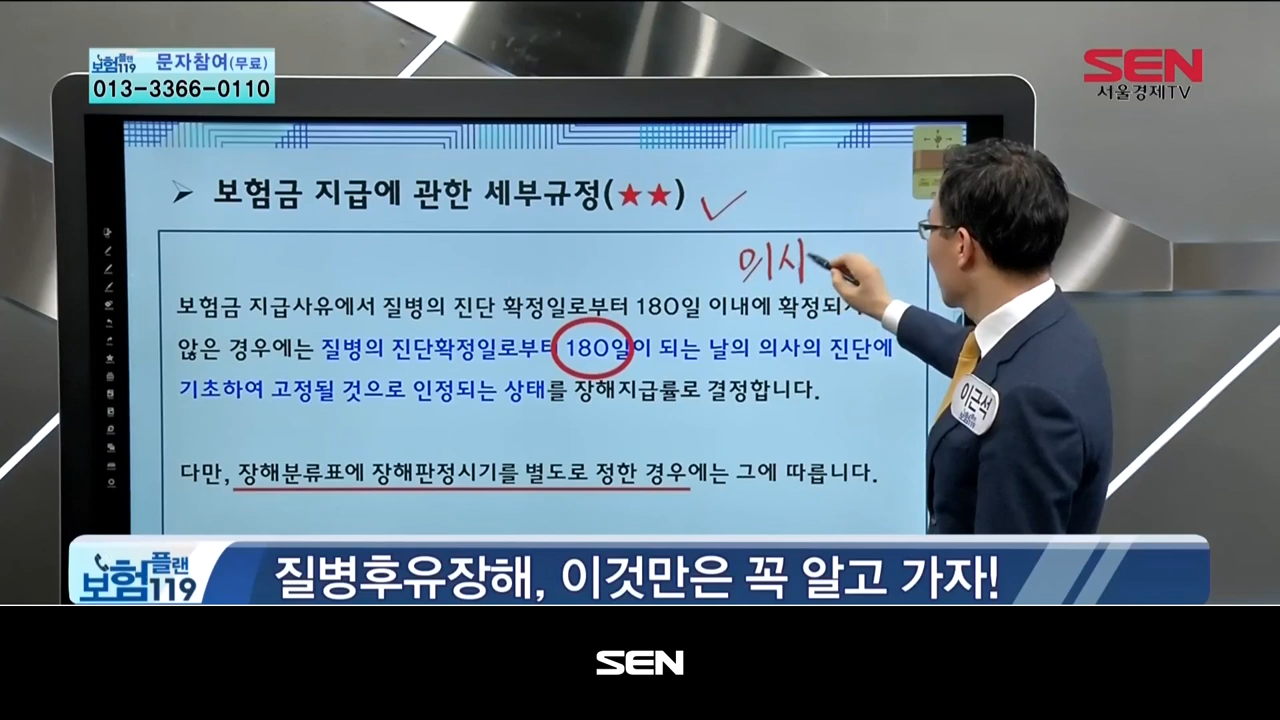 보험플랜119 문자참여(무료)
013-3366-0110
SEN
서울경제TV
➢ 보험금 지급에 관한 세부규정(★★)
의사
보험금 지급사유에서 질병의 진단 확정일로부터 180일 이내에 확정되지
않은 경우에는 질병의 진단확정일로부터 180일이 되는 날의 의사의 진단에
기초하여 고정될 것으로 인정되는 상태를 장해지급률로 결정합니다.
다만, 장해분류표에 장해판정시기를 별도로 정한 경우에는 그에 따릅니다.
이근석
보험플랜119
질병후유장해, 이것만은 꼭 알고 가자!
SEN